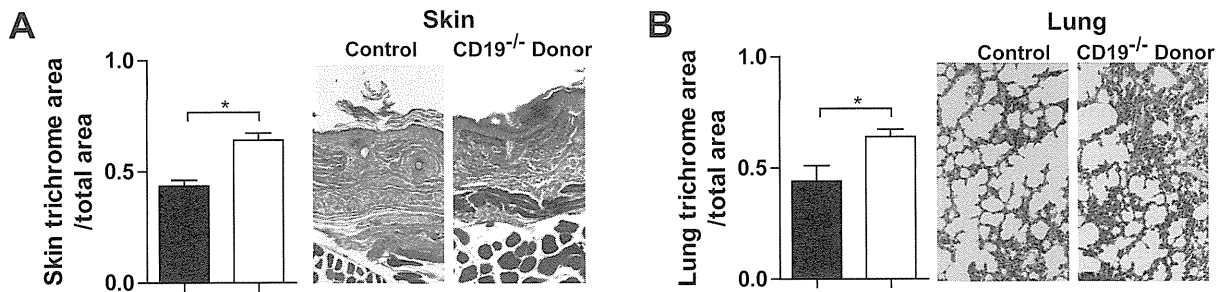 A
Skin trichrome area
/total area
1.0
0.5
0.0
*
Skin
Control
CD19-/- Donor
B
Lung trichrome area
/total area
1.0
0.5
0.0
*
Lung
Control
CD19-/- Donor